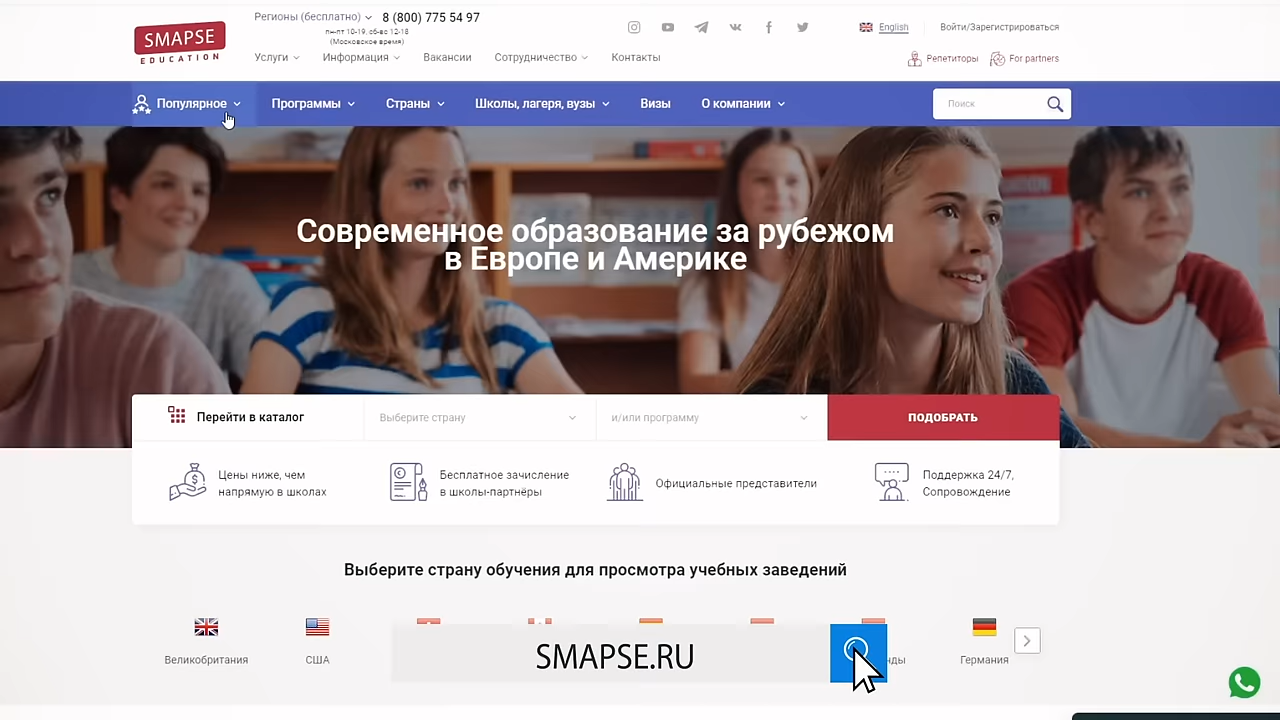 SMAPSE
EDUCATION
Регионы (бесплатно) 8 (800) 775 54 97
пн-пт 10-19, сб-вс 12-18
(Московское время)
English
Войти/Зарегистрироваться
Услуги Информация Вакансии Сотрудничество Контакты
Репетиторы For partners
Популярное Программы Страны Школы, лагеря, вузы Визы О компании Поиск
Современное образование за рубежом
в Европе и Америке
Перейти в каталог Выберите страну и/или программу ПОДОБРАТЬ
Цены ниже, чем
напрямую в школах
Бесплатное зачисление
в школы-партнёры
Официальные представители
Поддержка 24/7,
Сопровождение
Выберите страну обучения для просмотра учебных заведений
Великобритания США Германия
SMAPSE.RU